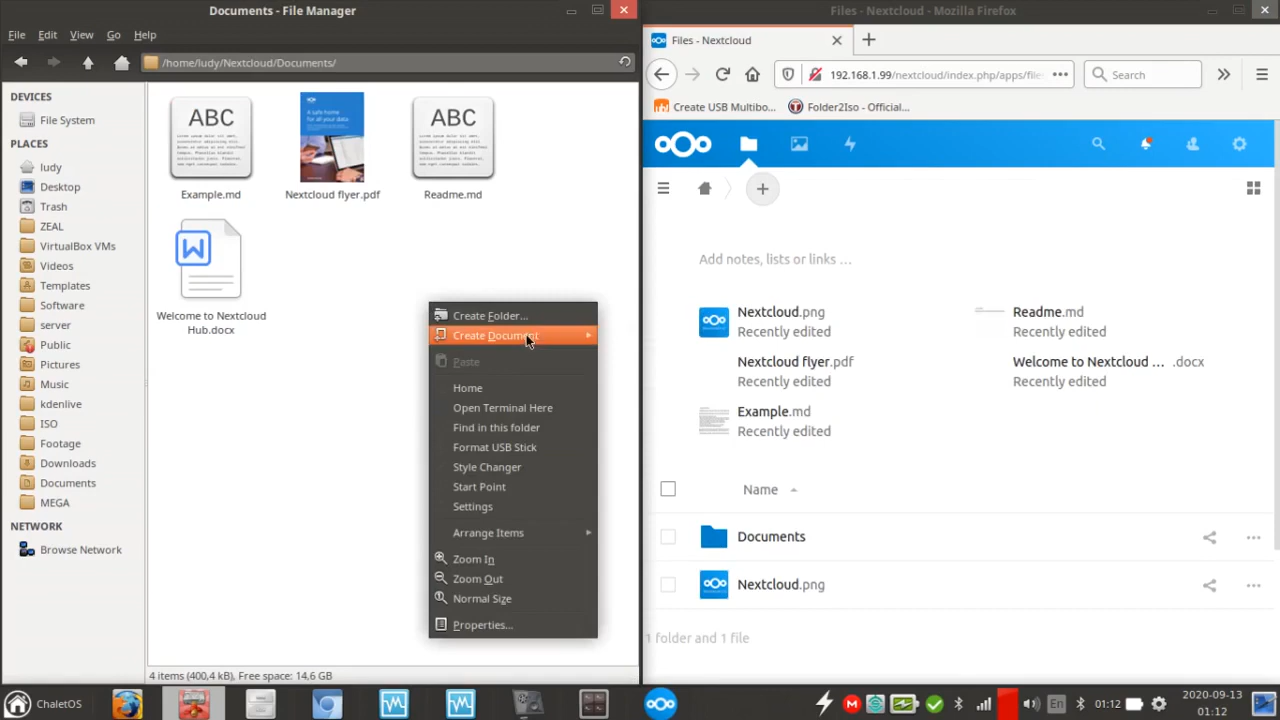 Documents - File Manager
File Edit View Go Help
/home/ludy/Nextcloud/Documents/
DEVICES
File System
PLACES
ludy
Desktop
Trash
ZEAL
VirtualBox VMs
Videos
Templates
Software
server
Public
Pictures
Music
kdenlive
ISO
Footage
Downloads
Documents
MEGA
NETWORK
Browse Network
ABC
Example.md
A safe home
for all your data
Nextcloud flyer.pdf
ABC
Readme.md
W
Welcome to Nextcloud
Hub.docx
Create Folder...
Create Document
Paste
Home
Open Terminal Here
Find in this folder
Format USB Stick
Style Changer
Start Point
Settings
Arrange Items
Zoom In
Zoom Out
Normal Size
Properties...
4 items (400,4 kB), Free space: 14,6 GB
Files - Nextcloud - Mozilla Firefox
Files - Nextcloud
192.168.1.99/nextcloud/index.php/apps/file
Search
Create USB Multibo...
Folder2Iso - Official...
Add notes, lists or links ...
Nextcloud.png
Recently edited
Readme.md
Recently edited
Nextcloud flyer.pdf
Recently edited
Welcome to Nextcloud ... .docx
Recently edited
Example.md
Recently edited
Name
Documents
Nextcloud.png
1 folder and 1 file
ChaletOS
En
01:12
2020-09-13
01:12